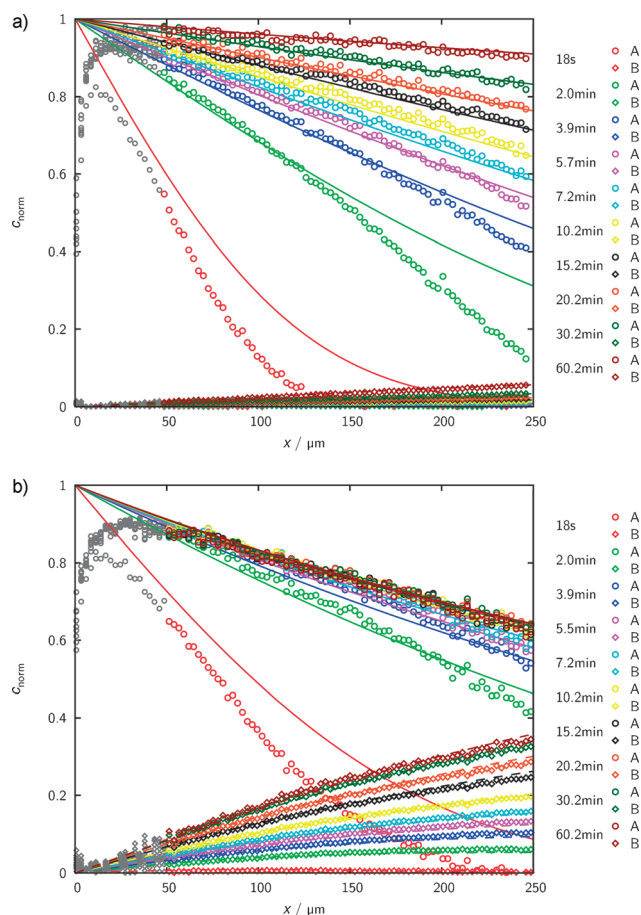 a)
1
0.8
0.6
0.4
0.2
0
c_norm
0 50 100 150 200 250
x / µm
18s A
B
2.0min A
B
3.9min A
B
5.7min A
B
7.2min A
B
10.2min A
B
15.2min A
B
20.2min A
B
30.2min A
B
60.2min A
B
b)
1
0.8
0.6
0.4
0.2
0
c_norm
0 50 100 150 200 250
x / µm
18s A
B
2.0min A
B
3.9min A
B
5.5min A
B
7.2min A
B
10.2min A
B
15.2min A
B
20.2min A
B
30.2min A
B
60.2min A
B